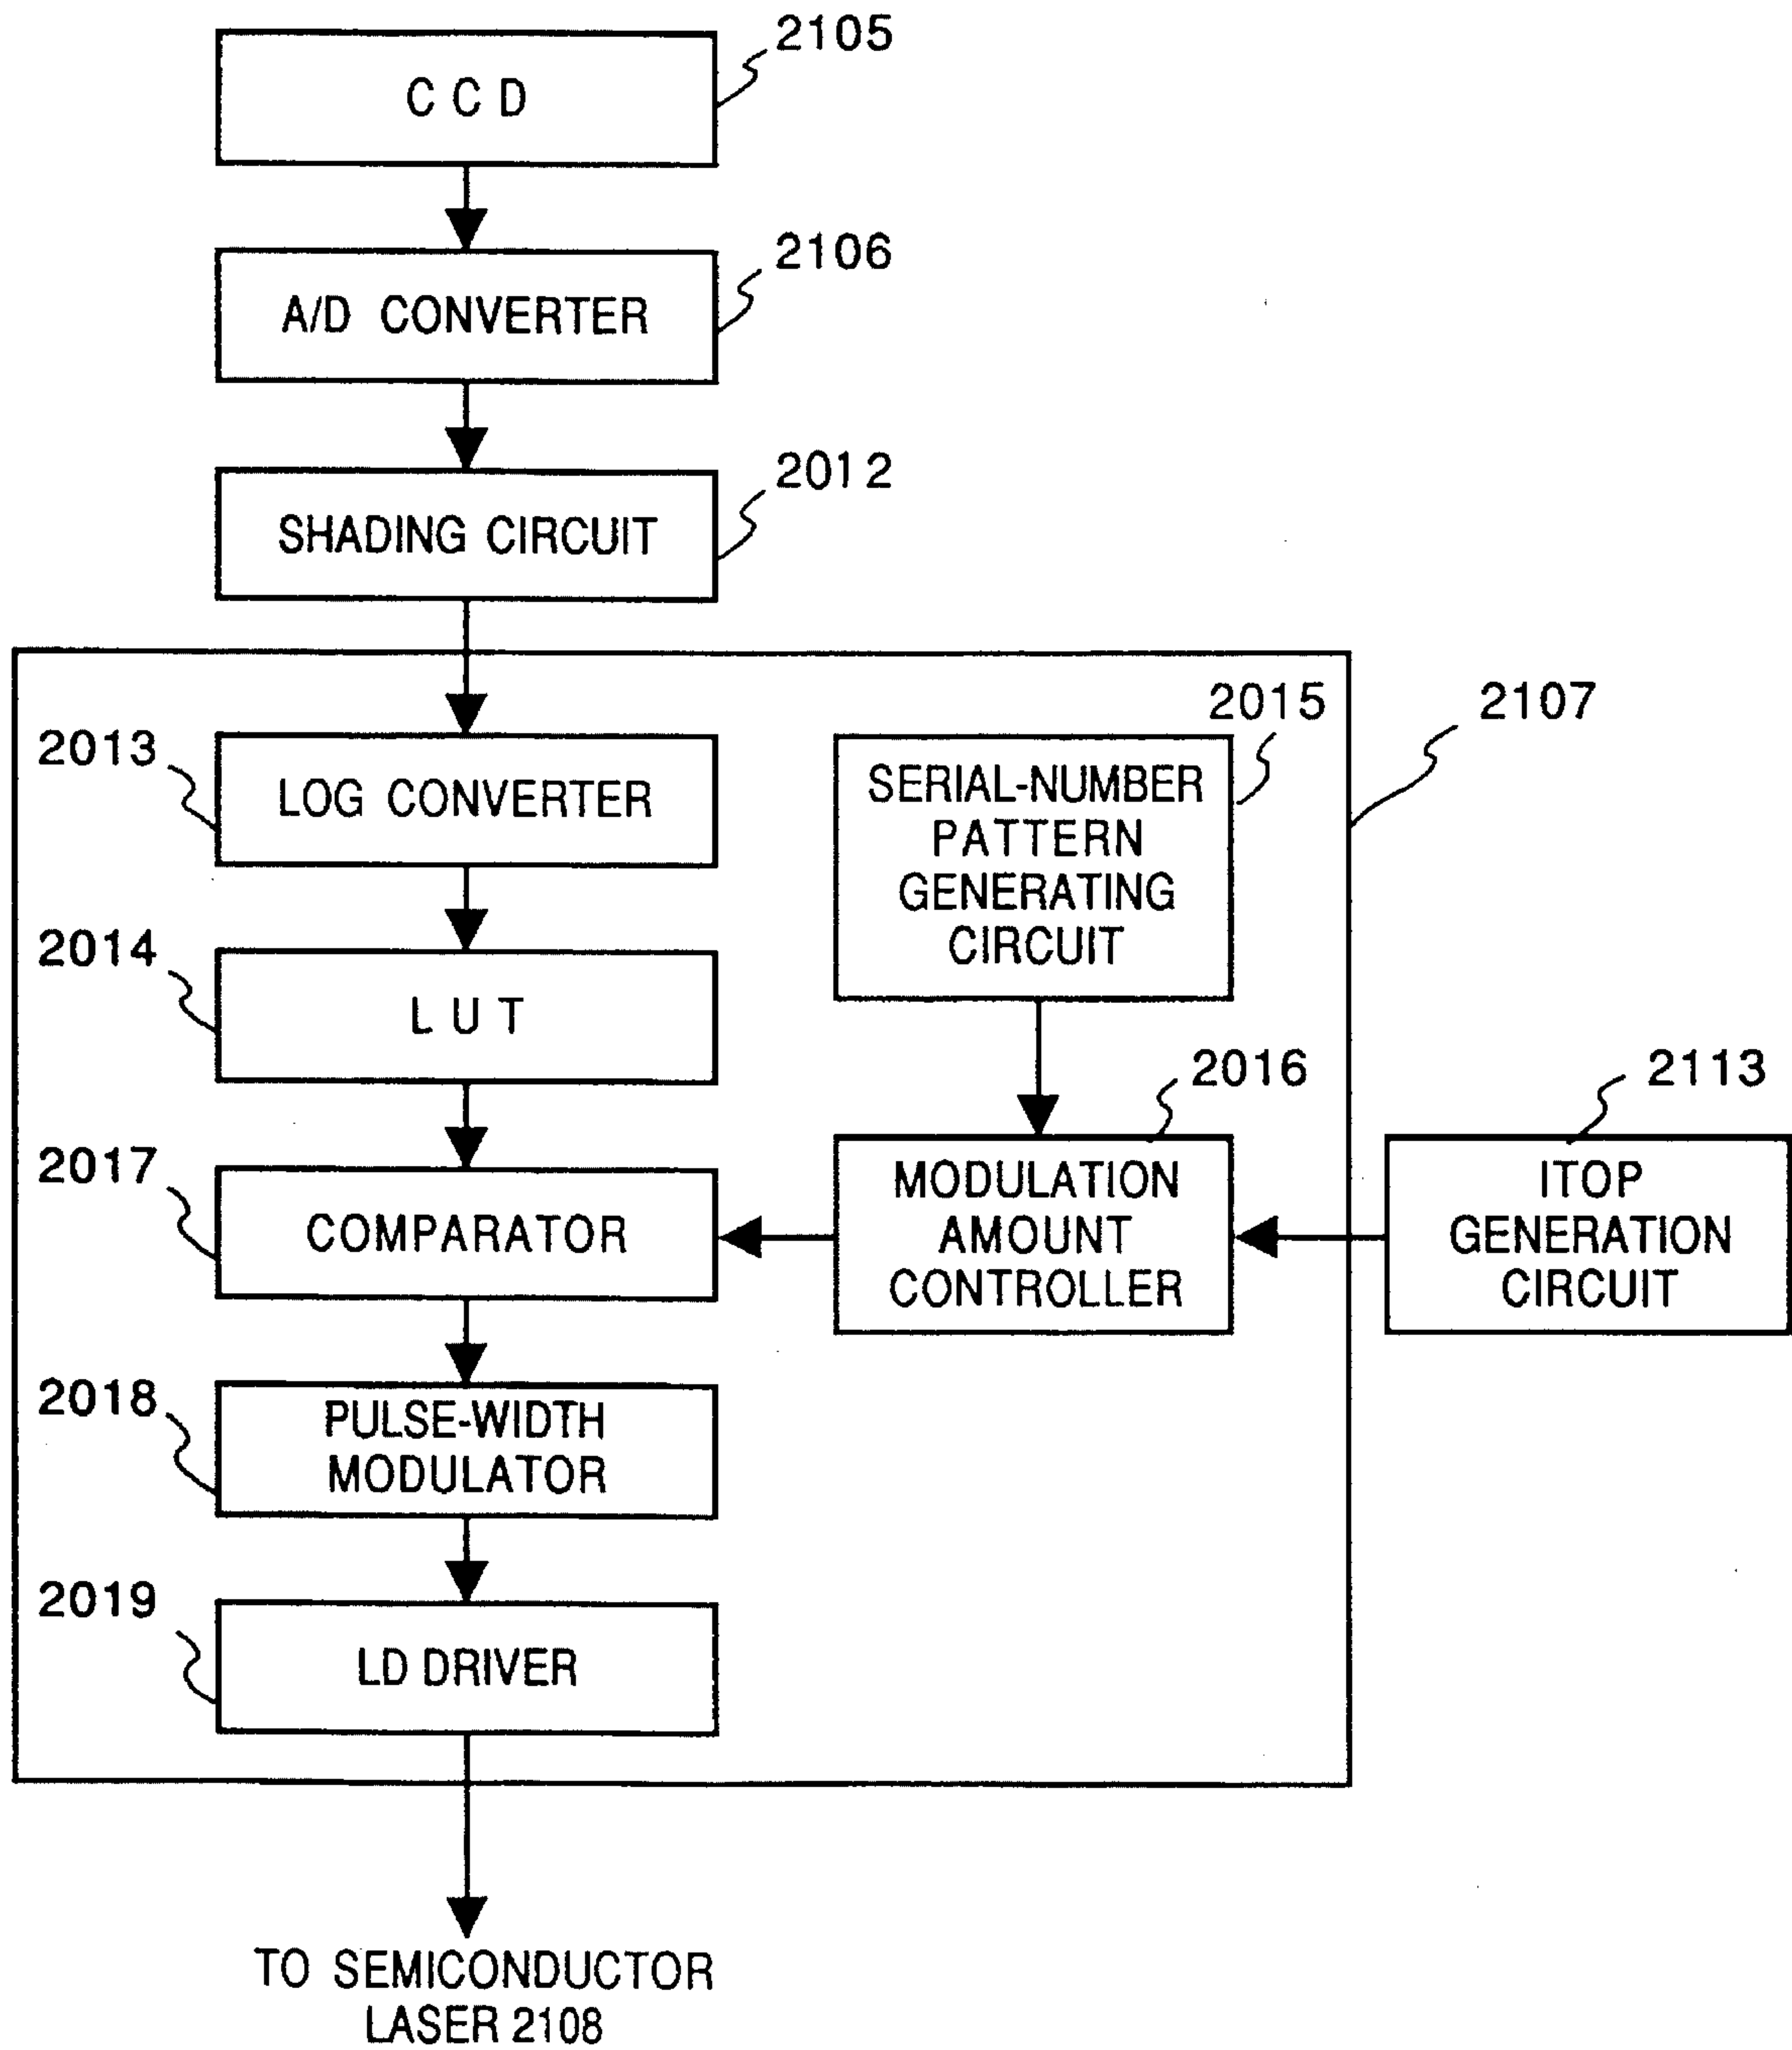 2105
C C D
2106
A/D CONVERTER
2012
SHADING CIRCUIT
2107
2013
LOG CONVERTER
2015
SERIAL-NUMBER
PATTERN
GENERATING
CIRCUIT
2014
L U T
2016
MODULATION
AMOUNT
CONTROLLER
2113
ITOP
GENERATION
CIRCUIT
2017
COMPARATOR
2018
PULSE-WIDTH
MODULATOR
2019
LD DRIVER
TO SEMICONDUCTOR
LASER 2108